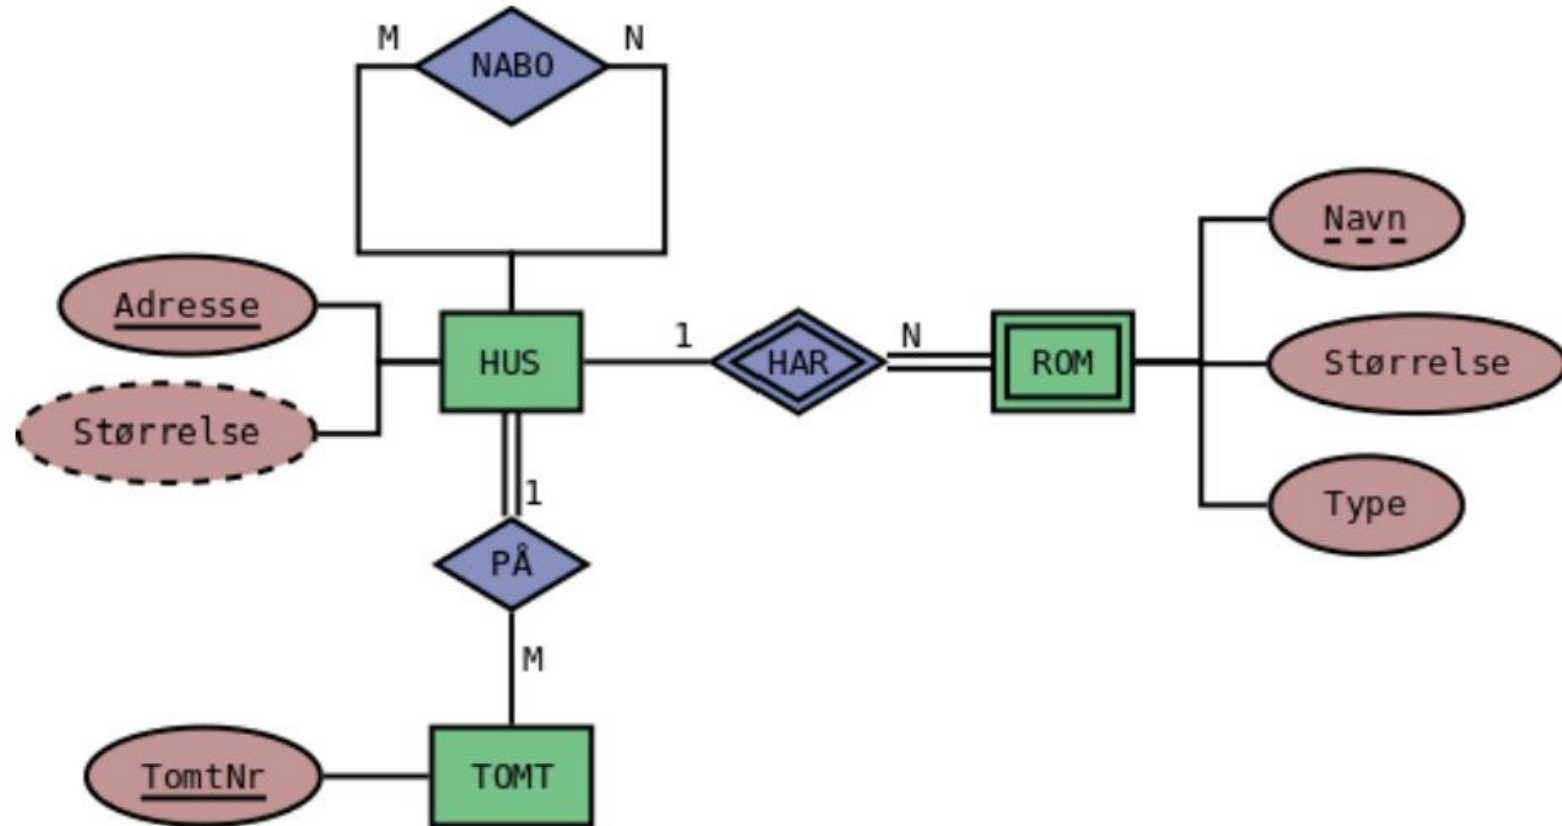 M
NABO
N
Adresse
Størrelse
HUS
1
HAR
N
ROM
Navn
Størrelse
Type
1
PÅ
M
TomtNr
TOMT